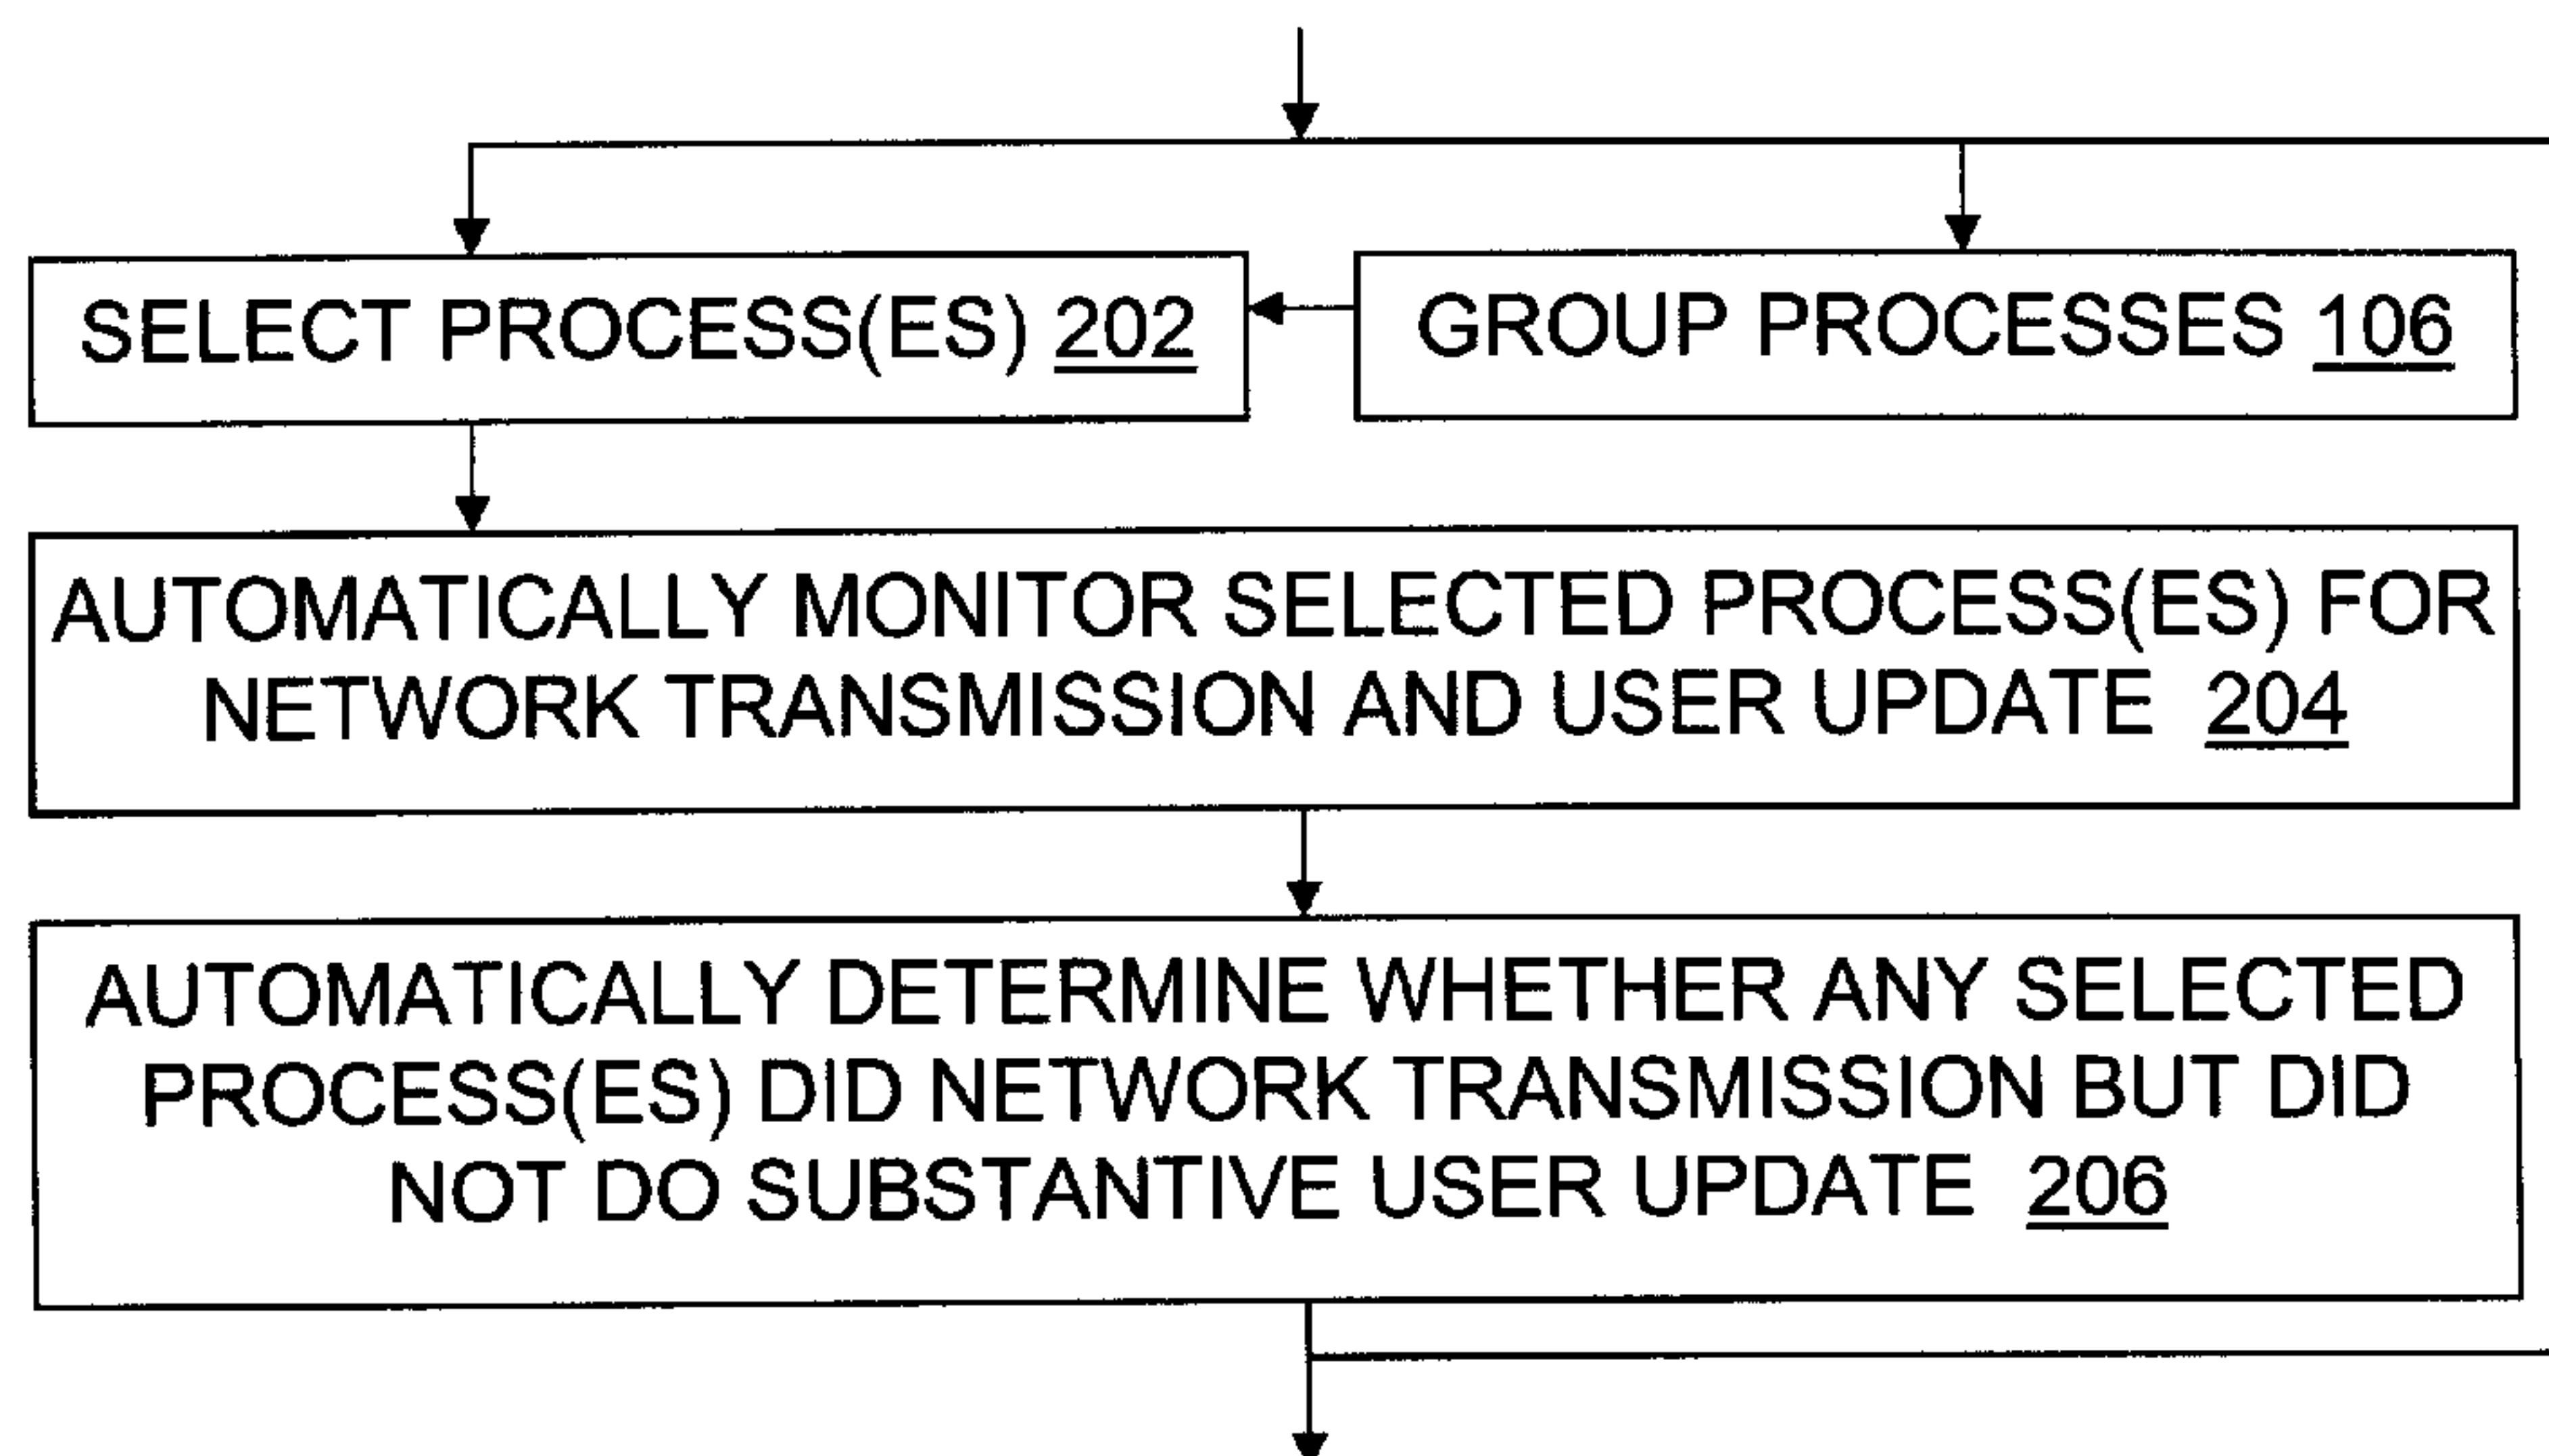 SELECT PROCESS(ES) 202
GROUP PROCESSES 106
AUTOMATICALLY MONITOR SELECTED PROCESS(ES) FOR
NETWORK TRANSMISSION AND USER UPDATE 204
AUTOMATICALLY DETERMINE WHETHER ANY SELECTED
PROCESS(ES) DID NETWORK TRANSMISSION BUT DID
NOT DO SUBSTANTIVE USER UPDATE 206